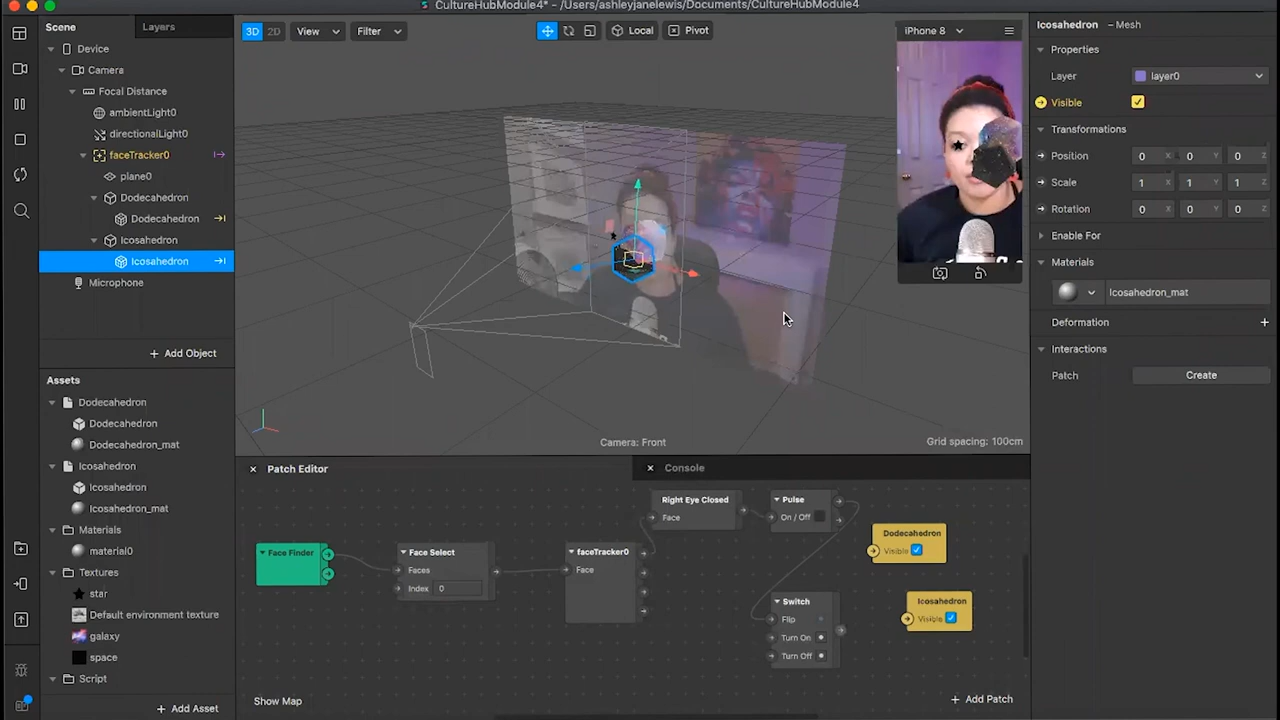 CultureHubModule4* - /Users/ashleyjanelewis/Documents/CultureHubModule4
Scene
Layers
Device
Camera
Focal Distance
ambientLight0
directionalLight0
faceTracker0
plane0
Dodecahedron
Dodecahedron
Icosahedron
Icosahedron
Microphone
+ Add Object
Assets
Dodecahedron
Dodecahedron
Dodecahedron_mat
Icosahedron
Icosahedron
Icosahedron_mat
Materials
material0
Textures
star
Default environment texture
galaxy
space
Script
+ Add Asset
3D 2D View Filter
Local Pivot
iPhone 8
Camera: Front
Grid spacing: 100cm
Patch Editor
Console
Face Finder
Face Select
Faces
Index 0
faceTracker0
Face
Right Eye Closed
Face
Pulse
On / Off
Switch
Flip
Turn On
Turn Off
Dodecahedron
Visible
Icosahedron
Visible
Show Map
+ Add Patch
Icosahedron – Mesh
Properties
Layer layer0
Visible
Transformations
Position 0 X 0 Y 0 Z
Scale 1 X 1 Y 1 Z
Rotation 0 X 0 Y 0 Z
Enable For
Materials
Icosahedron_mat
Deformation +
Interactions
Patch Create